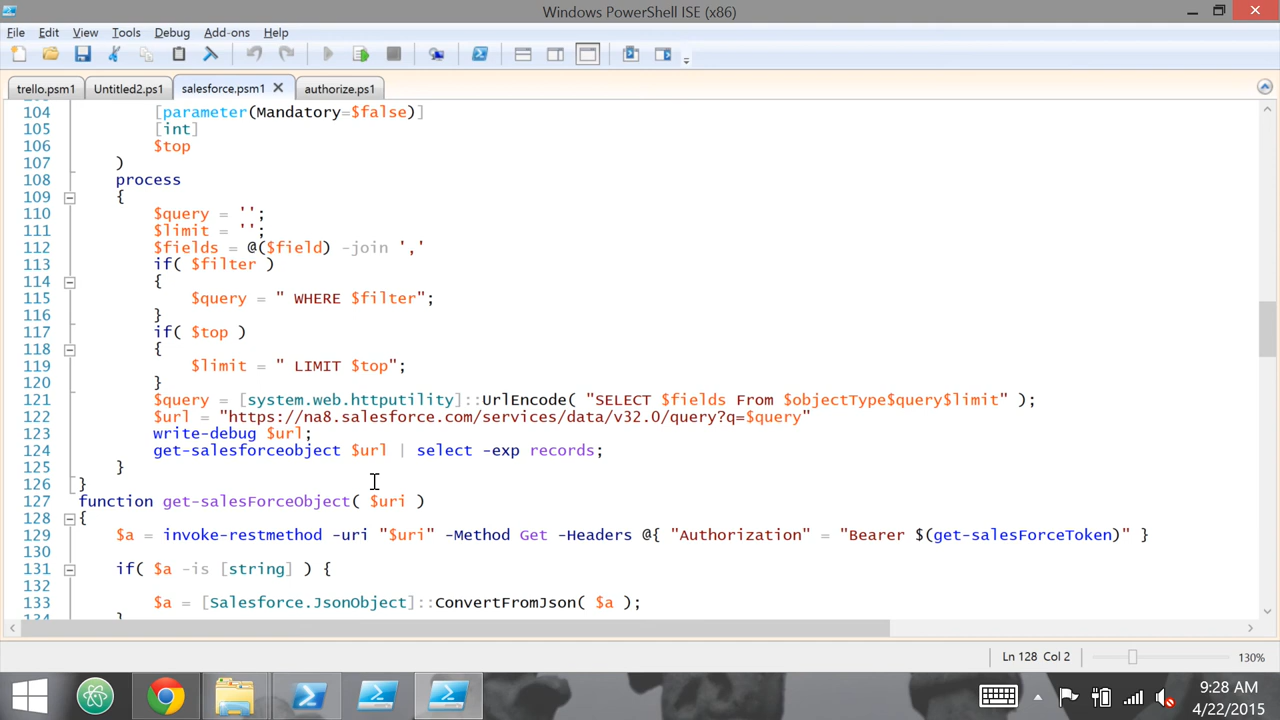 Windows PowerShell ISE (x86)
File Edit View Tools Debug Add-ons Help
trello.psm1 Untitled2.ps1 salesforce.psm1 authorize.ps1
104 [parameter(Mandatory=$false)]
105 [int]
106 $top
107 )
108 process
109 {
110 $query = '';
111 $limit = '';
112 $fields = @($field) -join ','
113 if( $filter )
114 {
115 $query = " WHERE $filter";
116 }
117 if( $top )
118 {
119 $limit = " LIMIT $top";
120 }
121 $query = [system.web.httputility]::UrlEncode( "SELECT $fields From $objectType$query$limit" );
122 $url = "https://na8.salesforce.com/services/data/v32.0/query?q=$query"
123 write-debug $url;
124 get-salesforceobject $url | select -exp records;
125 }
126 }
127 function get-salesForceObject( $uri )
128 {
129 $a = invoke-restmethod -uri "$uri" -Method Get -Headers @{ "Authorization" = "Bearer $(get-salesForceToken)" }
130
131 if( $a -is [string] ) {
132
133 $a = [Salesforce.JsonObject]::ConvertFromJson( $a );
134 }
Ln 128 Col 2 130%
9:28 AM
4/22/2015